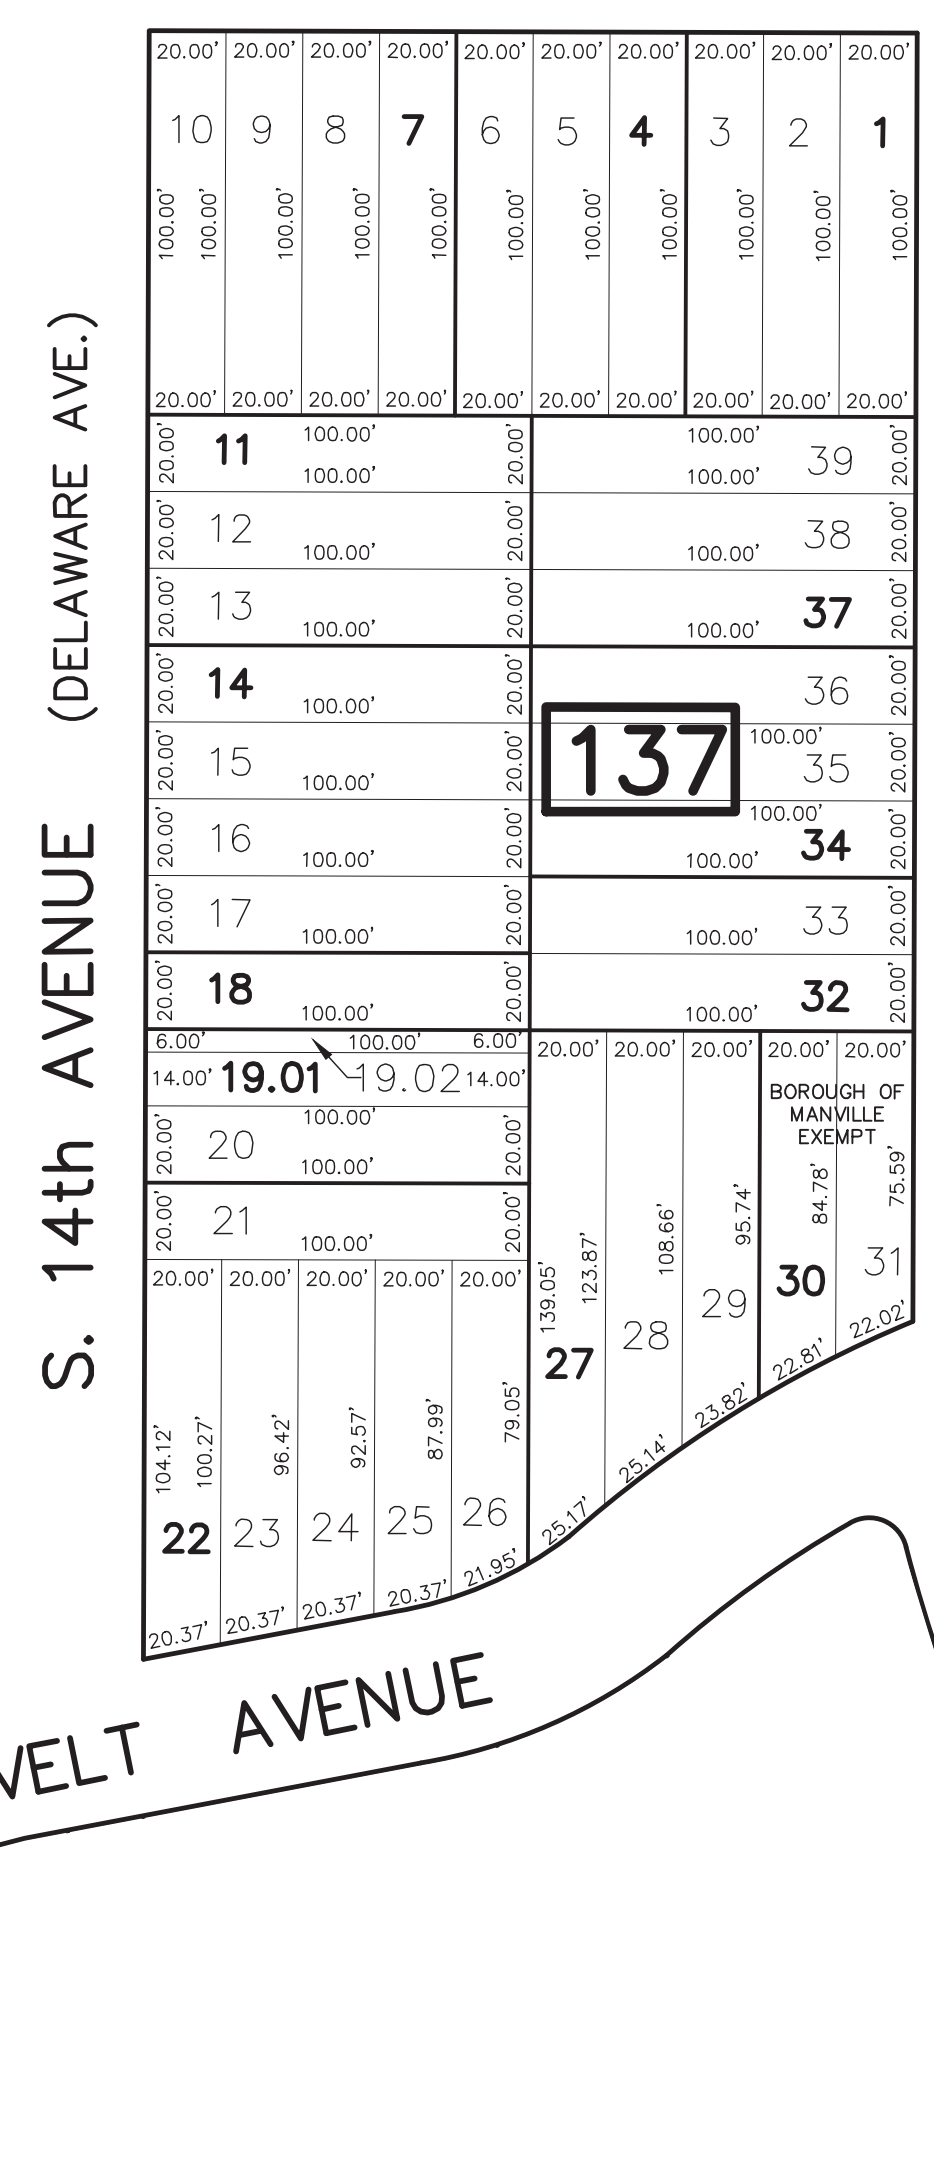 20.00' 20.00' 20.00' 20.00' 20.00' 20.00' 20.00' 20.00' 20.00' 20.00'
10 9 8 7 6 5 4 3 2 1
100.00' 100.00' 100.00' 100.00' 100.00' 100.00' 100.00' 100.00' 100.00' 100.00' 100.00'
20.00' 20.00' 20.00' 20.00' 20.00' 20.00' 20.00' 20.00' 20.00' 20.00'
S. 14th AVENUE (DELAWARE AVE.)
20.00' 11 100.00' 20.00'
100.00'
20.00' 12 100.00' 20.00'
20.00' 13 100.00' 20.00'
20.00' 14 100.00' 20.00'
20.00' 15 100.00' 20.00'
20.00' 16 100.00' 20.00'
20.00' 17 100.00' 20.00'
20.00' 18 100.00' 20.00'
6.00' 100.00' 6.00'
14.00' 19.01 19.02 14.00'
100.00'
20.00' 20 100.00' 20.00'
20.00' 21 100.00' 20.00'
100.00' 39 20.00'
100.00'
100.00' 38 20.00'
100.00' 37 20.00'
36 20.00'
137
100.00' 35 20.00'
100.00'
100.00' 34 20.00'
100.00' 33 20.00'
100.00' 32 20.00'
20.00' 20.00' 20.00' 20.00' 20.00'
BOROUGH OF
MANVILLE
EXEMPT
139.05' 123.87' 108.66' 95.74' 84.78' 75.59'
27 28 29 30 31
25.17' 25.14' 23.82' 22.81' 22.02'
20.00' 20.00' 20.00' 20.00' 20.00'
104.12' 100.27' 96.42' 92.57' 87.99' 79.05'
22 23 24 25 26
20.37' 20.37' 20.37' 20.37' 21.95'
VELT AVENUE